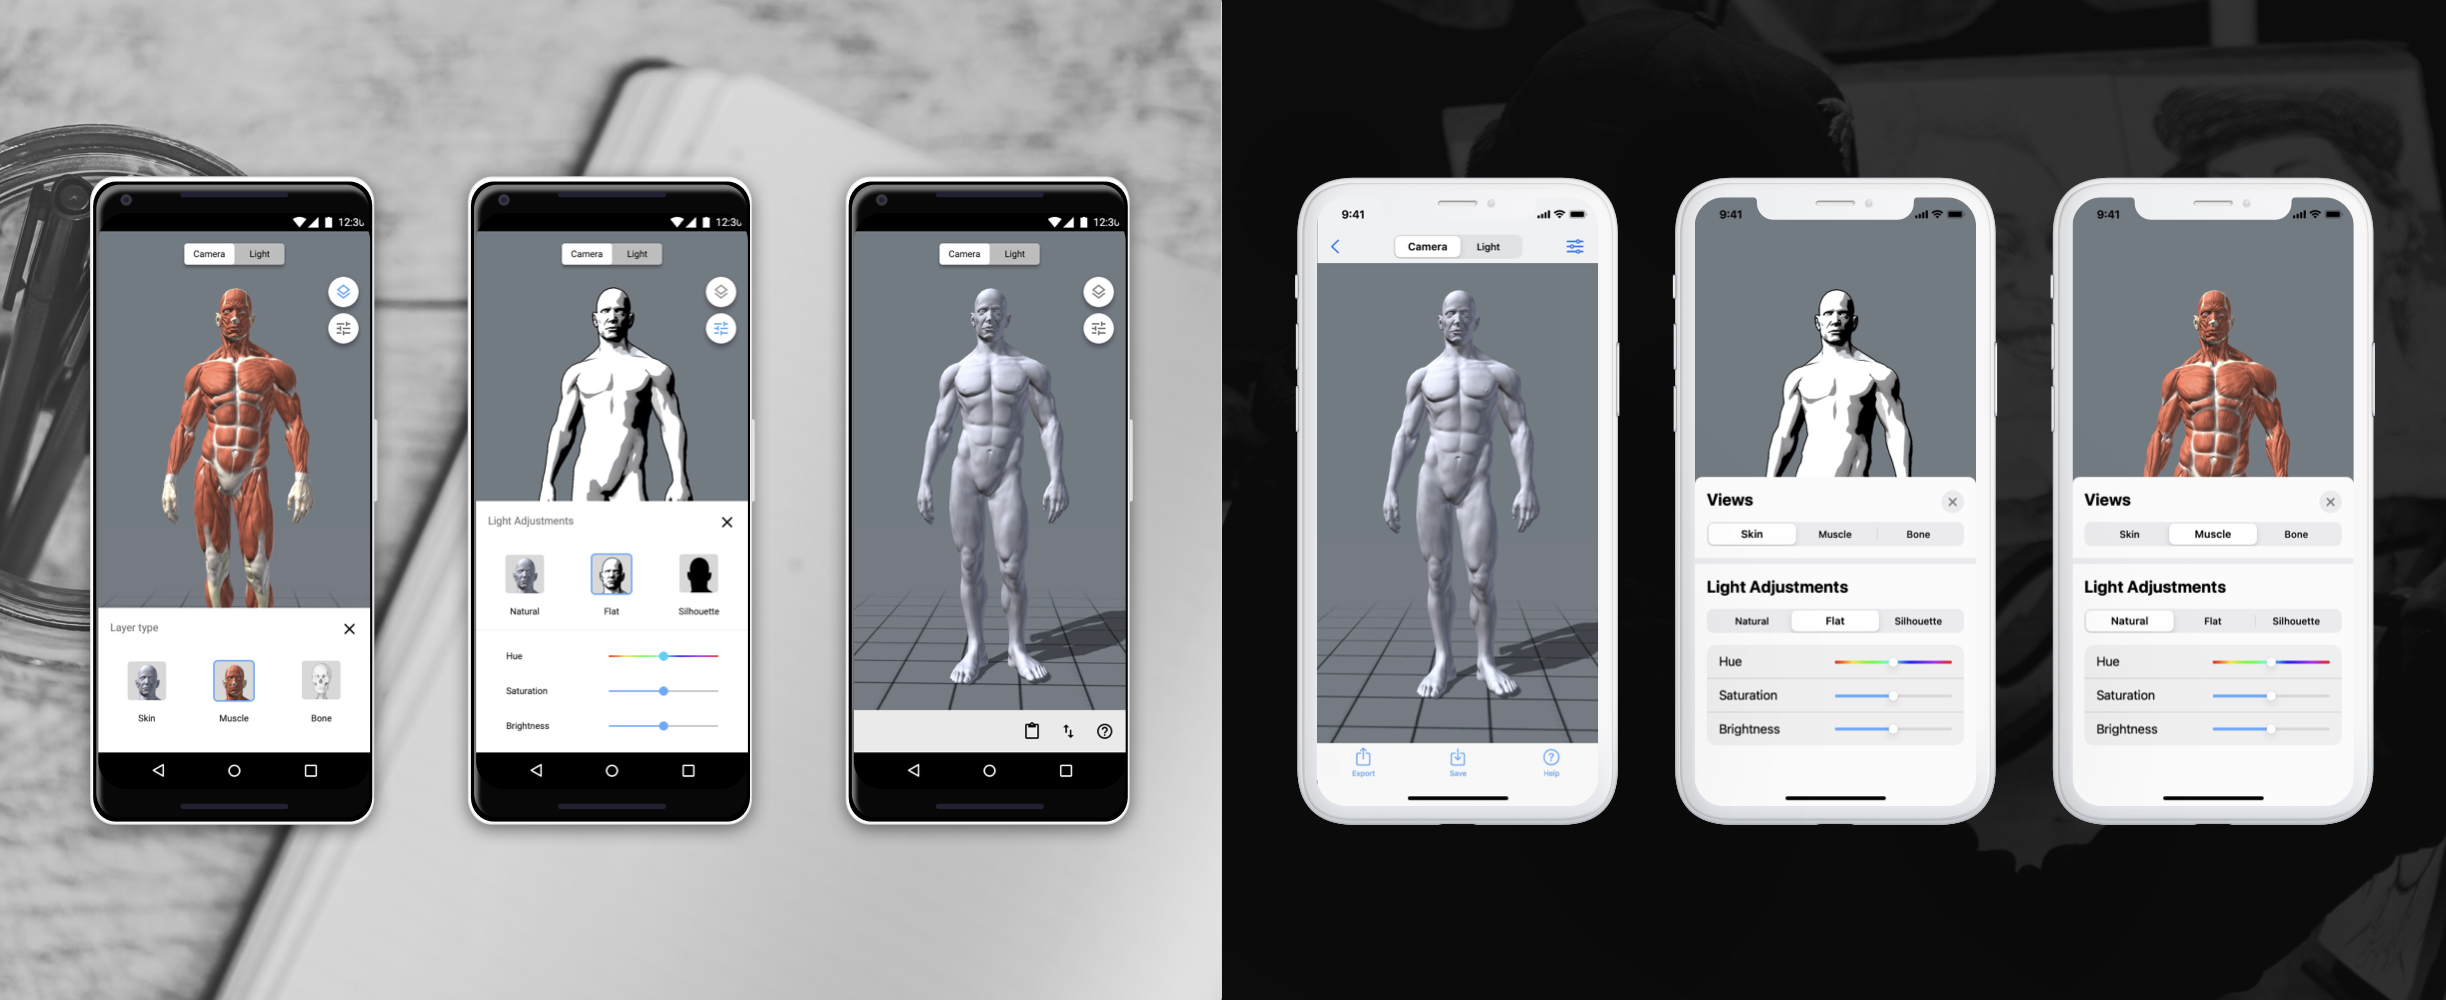 12:30
Camera Light
Layer type
Skin Muscle Bone
12:30
Camera Light
Light Adjustments
Natural Flat Silhouette
Hue
Saturation
Brightness
12:30
Camera Light
9:41
Camera Light
Export Save Help
9:41
Views
Skin Muscle Bone
Light Adjustments
Natural Flat Silhouette
Hue
Saturation
Brightness
9:41
Views
Skin Muscle Bone
Light Adjustments
Natural Flat Silhouette
Hue
Saturation
Brightness